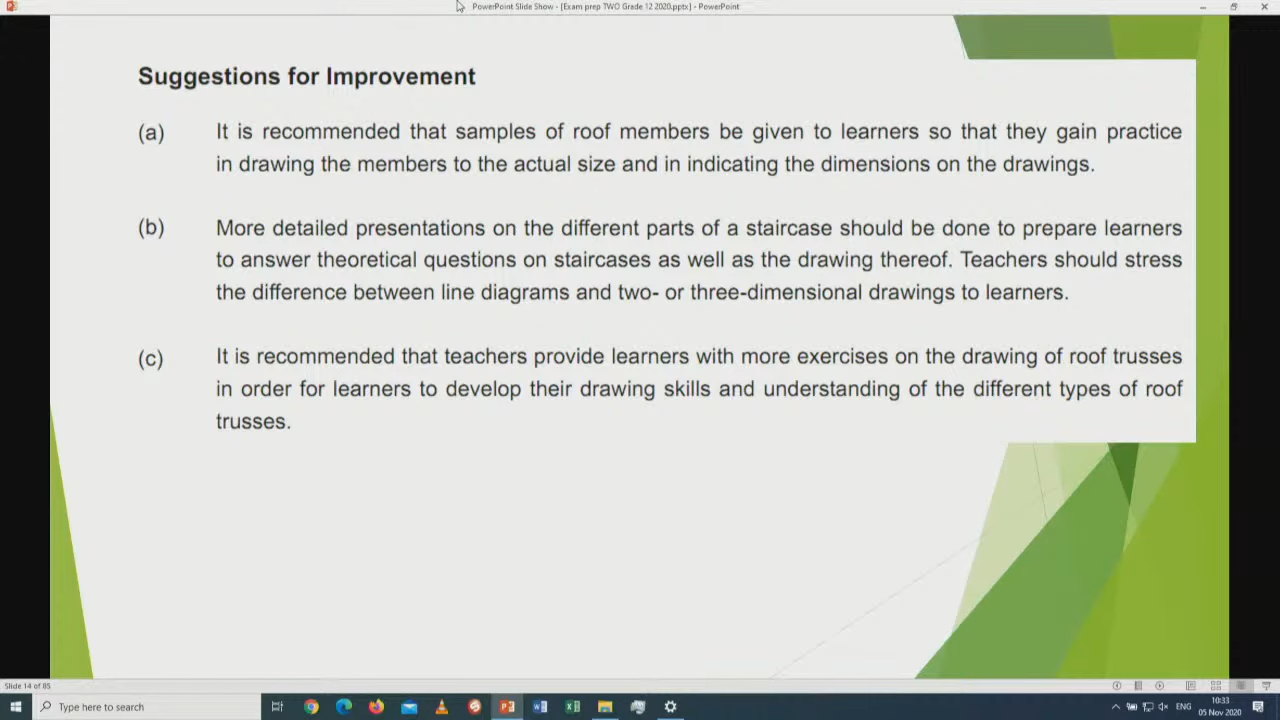 PowerPoint Slide Show - [Exam prep TWO Grade 12 2020.pptx] - PowerPoint
Suggestions for Improvement
(a) It is recommended that samples of roof members be given to learners so that they gain practice
in drawing the members to the actual size and in indicating the dimensions on the drawings.
(b) More detailed presentations on the different parts of a staircase should be done to prepare learners
to answer theoretical questions on staircases as well as the drawing thereof. Teachers should stress
the difference between line diagrams and two- or three-dimensional drawings to learners.
(c) It is recommended that teachers provide learners with more exercises on the drawing of roof trusses
in order for learners to develop their drawing skills and understanding of the different types of roof
trusses.
Slide 14 of 85
Type here to search
ENG
10:33
05 Nov 2020